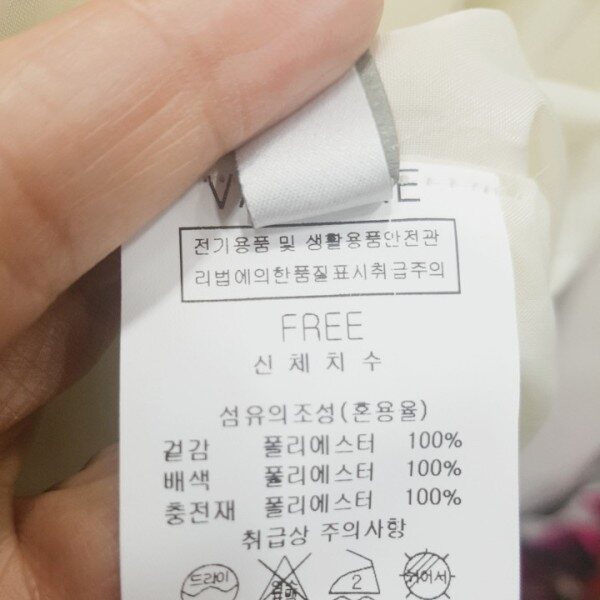 전기용품 및 생활용품안전관
리법에의한품질표시취급주의
FREE
신체치수
섬유의조성(혼용율)
겉감 폴리에스터 100%
배색 폴리에스터 100%
충전재 폴리에스터 100%
취급상 주의사항
드라이 2